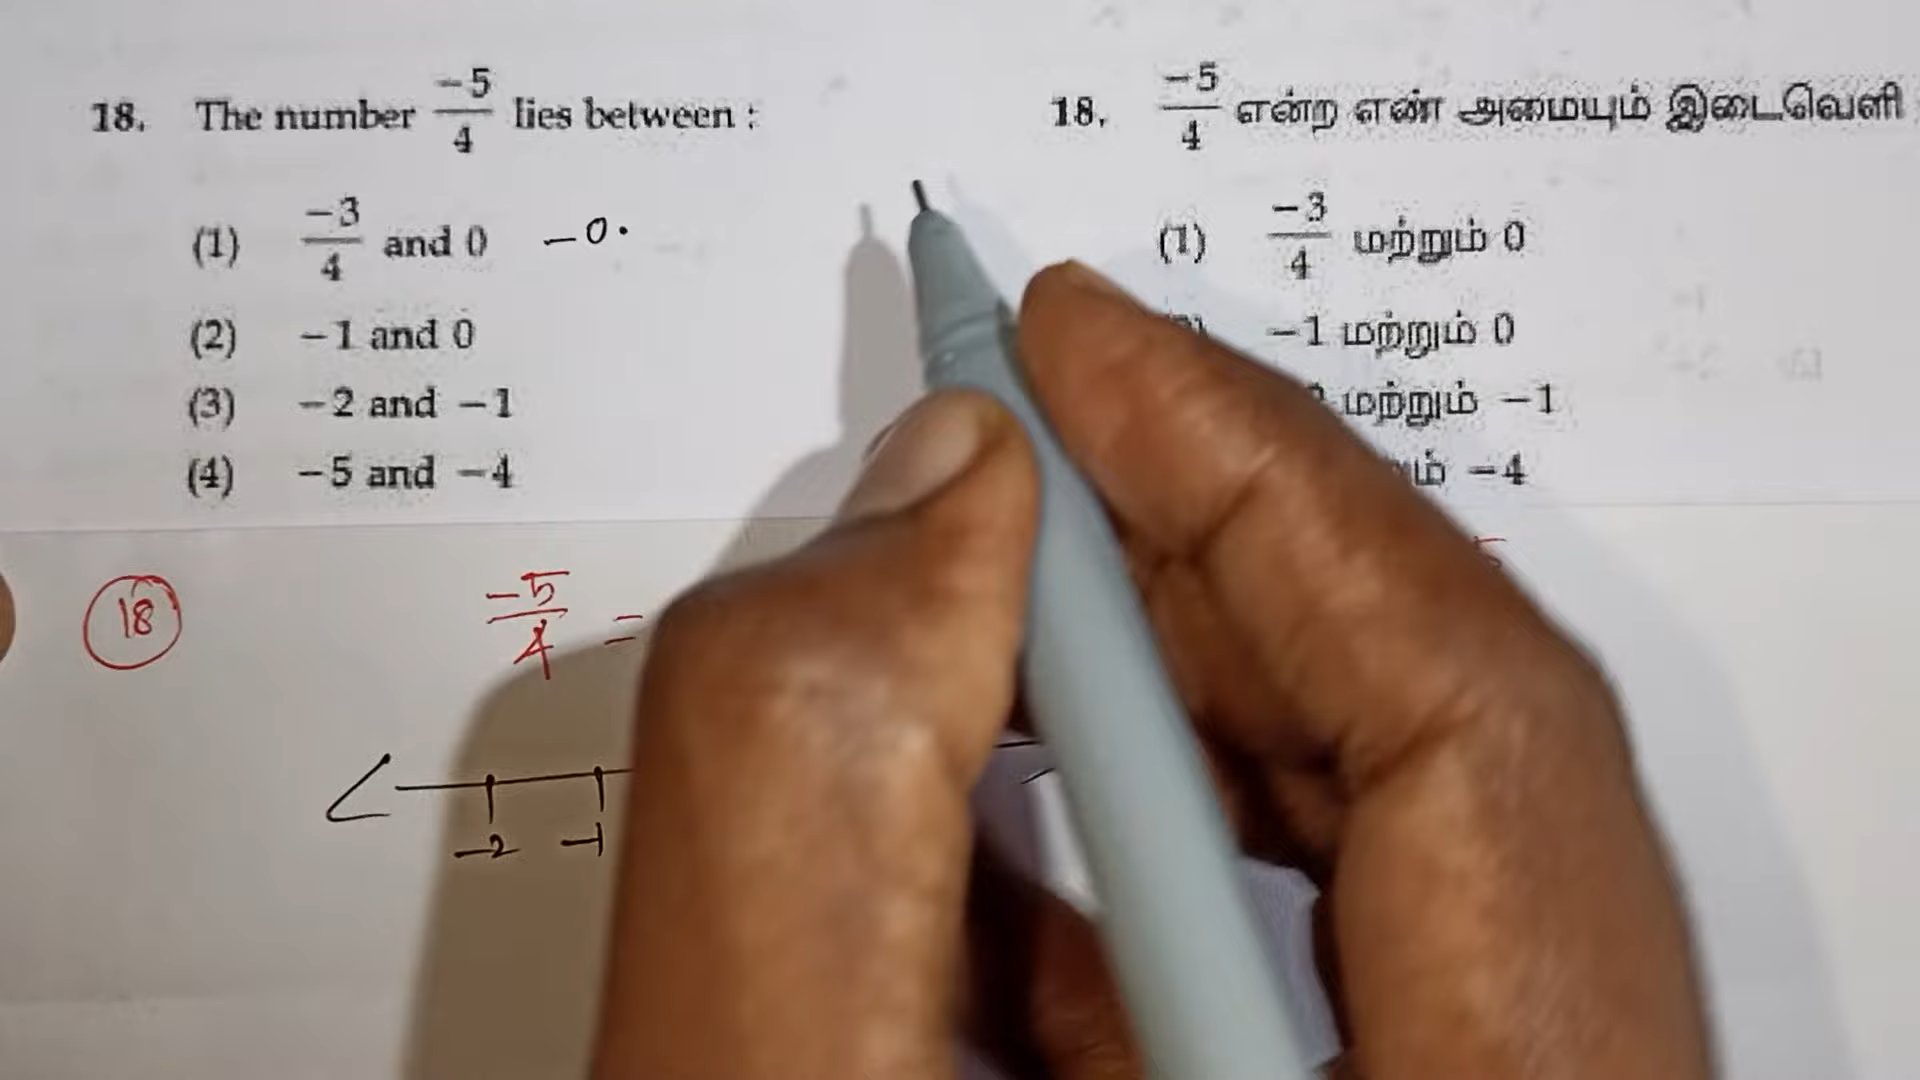 18. The number -5/4 lies between :
(1) -3/4 and 0 -0.
(2) -1 and 0
(3) -2 and -1
(4) -5 and -4
18. -5/4 என்ற எண் அமையும் இடைவெளி
(1) -3/4 மற்றும் 0
-1 மற்றும் 0
மற்றும் -1
-4
18
-5/4 =
-2 -1